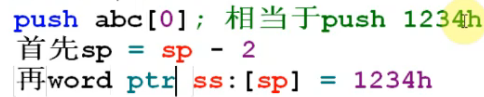 push abc[0]; 相当于push 1234h
首先sp = sp - 2
再word ptr ss:[sp] = 1234h